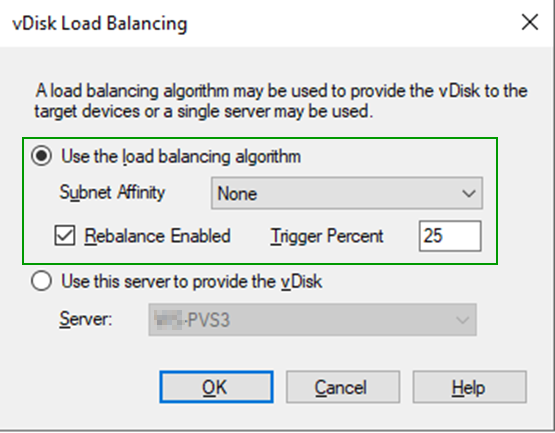 vDisk Load Balancing
A load balancing algorithm may be used to provide the vDisk to the
target devices or a single server may be used.
Use the load balancing algorithm
Subnet Affinity None
Rebalance Enabled Trigger Percent 25
Use this server to provide the vDisk
Server: -PVS3
OK Cancel Help